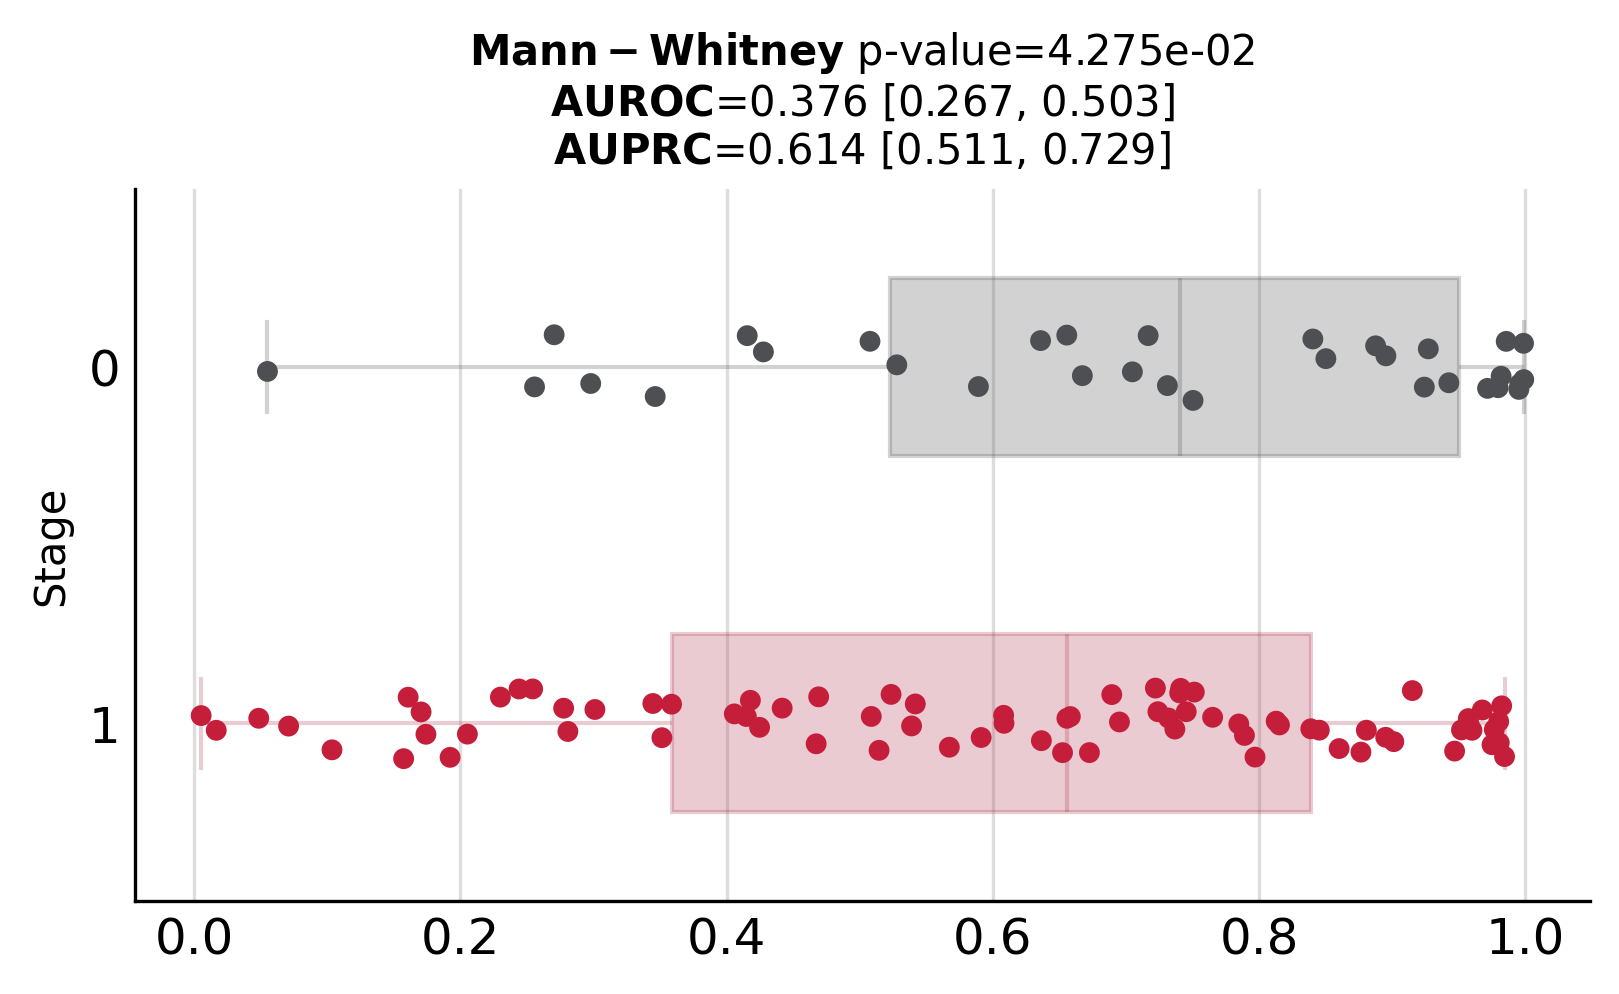 Mann − Whitney p-value=4.275e-02
AUROC=0.376 [0.267, 0.503]
AUPRC=0.614 [0.511, 0.729]
Stage
0
1
0.0 0.2 0.4 0.6 0.8 1.0